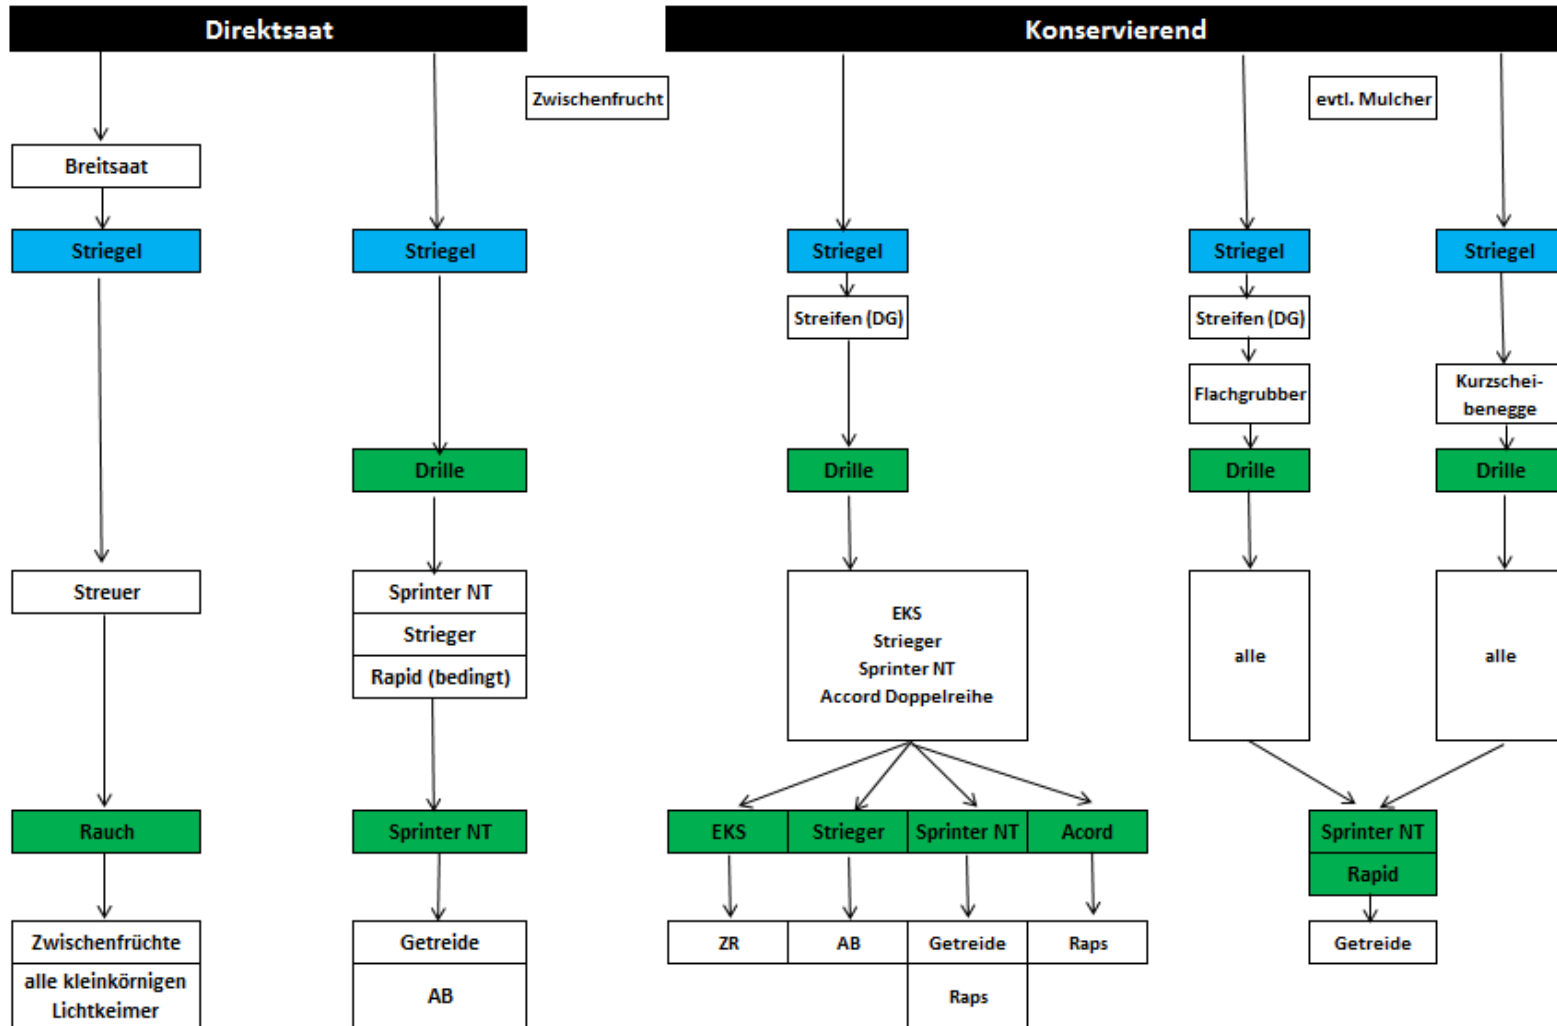 Direktsaat
Konservierend
Zwischenfrucht
evtl. Mulcher
Breitsaat
Striegel
Striegel
Striegel
Striegel
Striegel
Streifen (DG)
Streifen (DG)
Flachgrubber
Kurzschei-
benegge
Drille
Drille
Drille
Drille
Streuer
Sprinter NT
Strieger
Rapid (bedingt)
EKS
Strieger
Sprinter NT
Accord Doppelreihe
alle
alle
Rauch
Sprinter NT
EKS
Strieger
Sprinter NT
Acord
Sprinter NT
Rapid
Zwischenfrüchte
alle kleinkörnigen
Lichtkeimer
Getreide
AB
ZR
AB
Getreide
Raps
Raps
Getreide